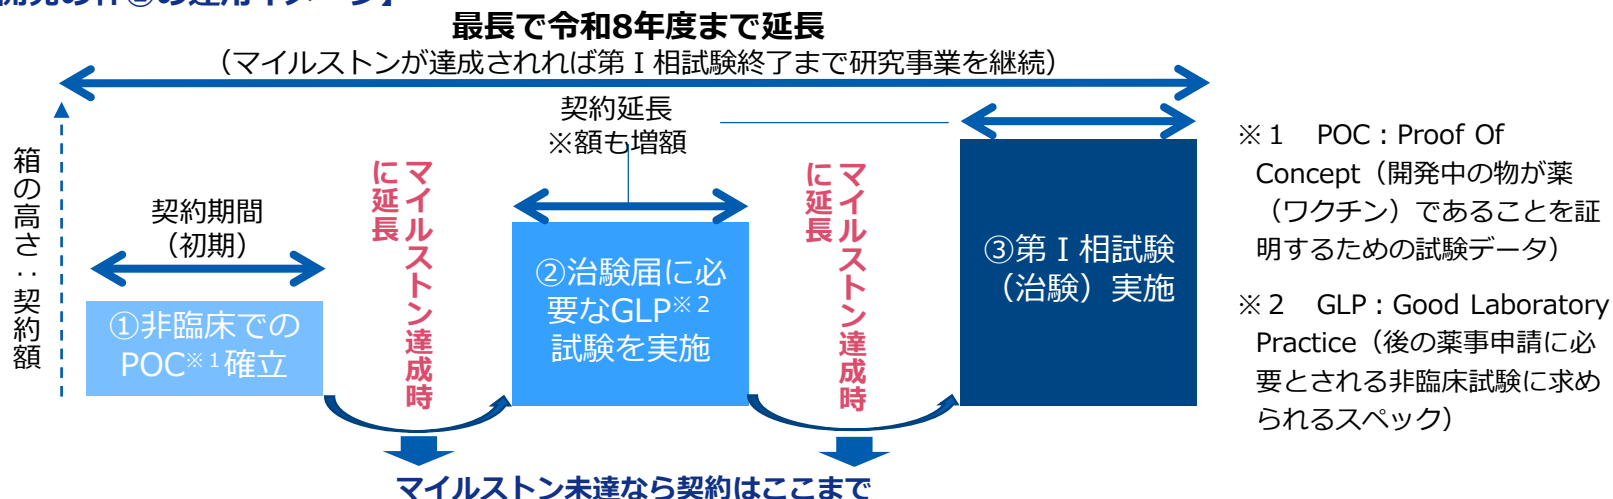 最長で令和8年度まで延長
（マイルストンが達成されれば第Ⅰ相試験終了まで研究事業を継続）
箱の高さ：契約額
契約期間
（初期）
①非臨床での
POC※１確立
マイルストン達成時
に延長
契約延長
※額も増額
②治験届に必
要なGLP※２
試験を実施
マイルストン達成時
に延長
③第Ⅰ相試験
（治験）実施
マイルストン未達なら契約はここまで
※１　POC：Proof Of
Concept（開発中の物が薬
（ワクチン）であることを証
明するための試験データ）
※２　GLP：Good Laboratory
Practice（後の薬事申請に必
要とされる非臨床試験に求め
られるスペック）